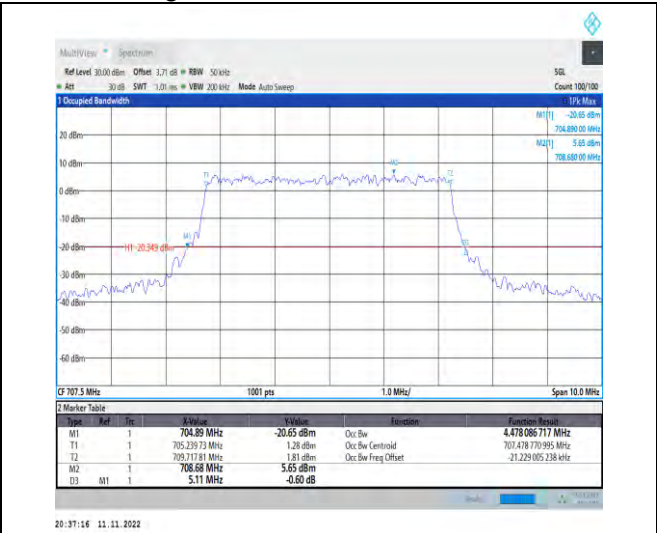 MultiView Spectrum
Ref Level 30.00 dBm Offset 3.71 dB RBW 50 kHz SGL
Att 30 dB SWT 1.01 ms VBW 200 kHz Mode Auto Sweep Count 100/100
1 Occupied Bandwidth 1Pk Max
M1[1] -20.65 dBm
704.890 00 MHz
M2[1] 5.65 dBm
708.680 00 MHz
20 dBm
10 dBm
T1 M2 T2
0 dBm
-10 dBm
M1
-20 dBm H1 -20.349 dBm
-30 dBm
-40 dBm
-50 dBm
-60 dBm
CF 707.5 MHz 1001 pts 1.0 MHz/ Span 10.0 MHz
2 Marker Table
Type Ref Trc X-Value Y-Value Function Function Result
M1 1 704.89 MHz -20.65 dBm Occ Bw 4.478 086 717 MHz
T1 1 705.239 73 MHz 1.28 dBm Occ Bw Centroid 707.478 770 995 MHz
T2 1 709.717 81 MHz 1.81 dBm Occ Bw Freq Offset -21.229 005 238 kHz
M2 1 708.68 MHz 5.65 dBm
D3 M1 1 5.11 MHz -0.60 dB
20:37:16 11.11.2022